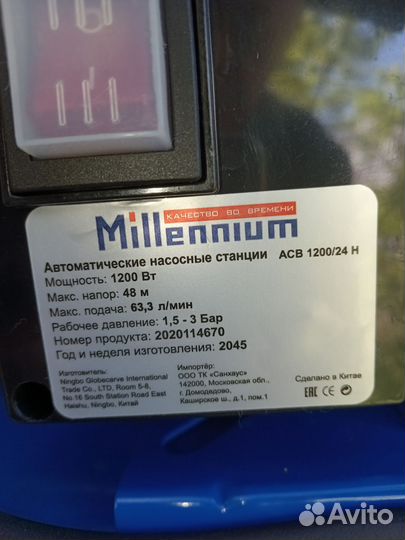 Millennium
КАЧЕСТВО ВО ВРЕМЕНИ
Автоматические насосные станции АСВ 1200/24 Н
Мощность: 1200 Вт
Макс. напор: 48 м
Макс. подача: 63,3 л/мин
Рабочее давление: 1,5 - 3 Бар
Номер продукта: 2020114670
Год и неделя изготовления: 2045
Изготовитель:
Ningbo Globecarve International
Trade Co., LTD, Room 5-8,
No.16 South Station Road East
Haishu, Ningbo, Китай
Импортёр:
ООО ТК «Санхаус»
142000, Московская обл.,
г. Домодедово,
Каширское ш., д.1, пом.1
Сделано в Китае
EAC CE
Avito